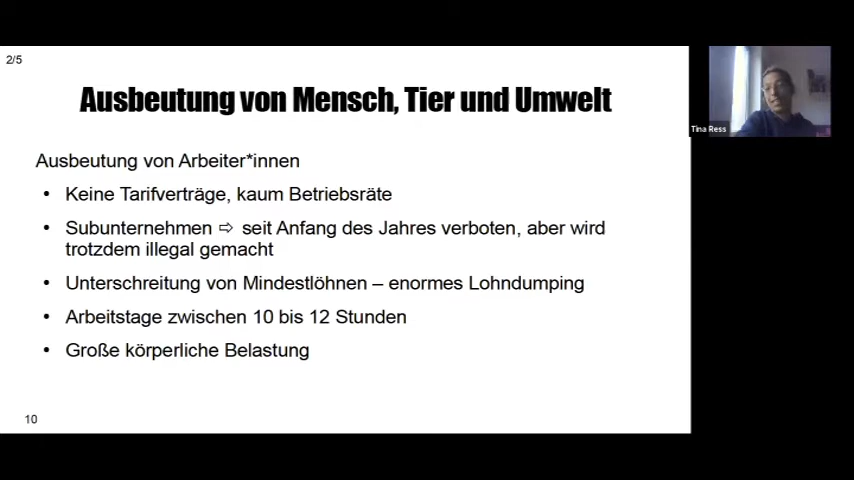 2/5
Ausbeutung von Mensch, Tier und Umwelt
Tina Ress
Ausbeutung von Arbeiter*innen
• Keine Tarifverträge, kaum Betriebsräte
• Subunternehmen ⇨ seit Anfang des Jahres verboten, aber wird
trotzdem illegal gemacht
• Unterschreitung von Mindestlöhnen – enormes Lohndumping
• Arbeitstage zwischen 10 bis 12 Stunden
• Große körperliche Belastung
10